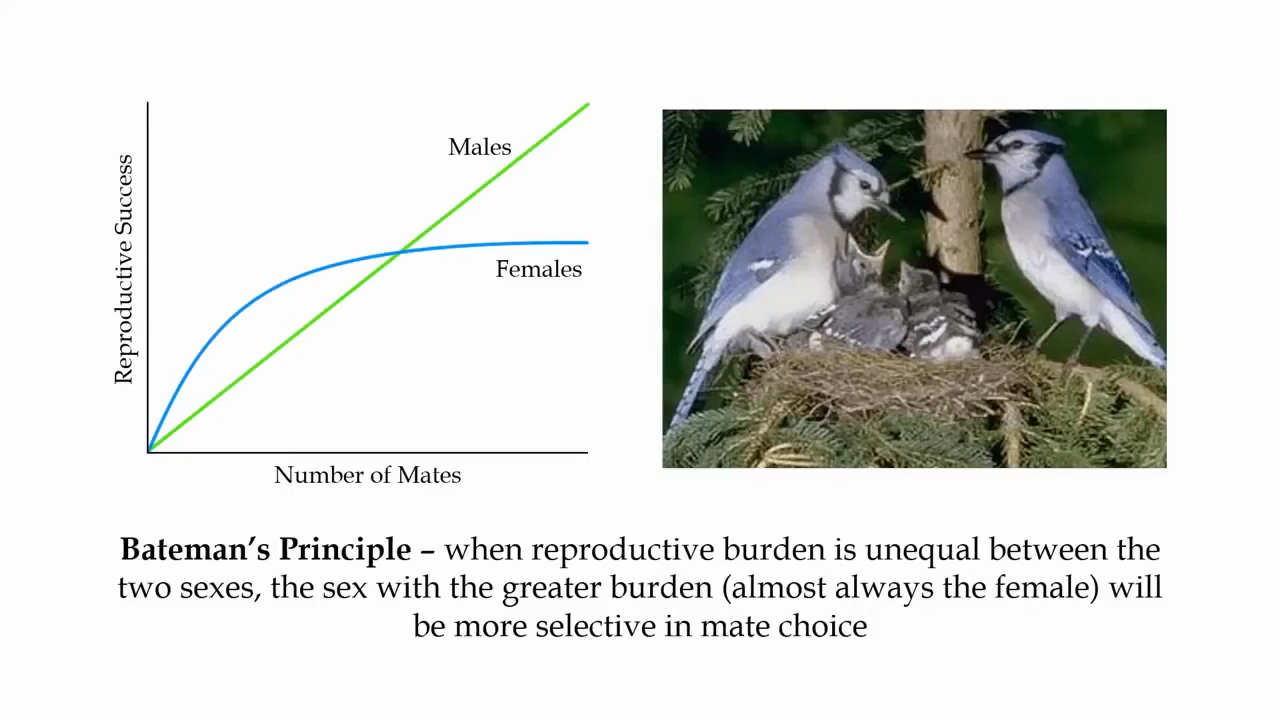 Males
Females
Reproductive Success
Number of Mates
Bateman’s Principle – when reproductive burden is unequal between the
two sexes, the sex with the greater burden (almost always the female) will
be more selective in mate choice